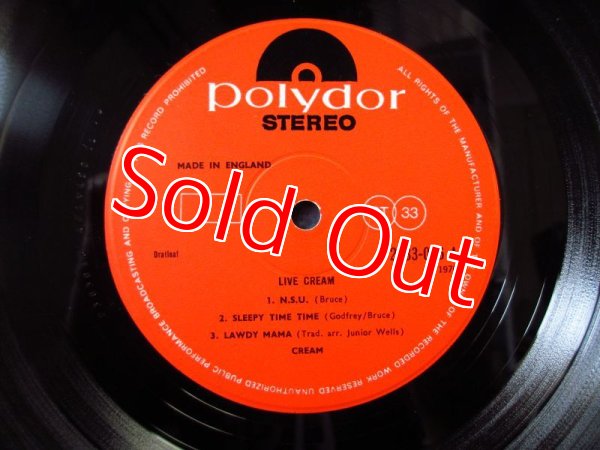 polydor
STEREO
MADE IN ENGLAND
33
Dratleaf
Sold Out
LIVE CREAM
1. N.S.U. (Bruce)
2. SLEEPY TIME TIME (Godfrey/Bruce)
3. LAWDY MAMA (Trad. arr. Junior Wells)
CREAM
ALL RIGHTS OF THE MANUFACTURER AND OF OWNER OF THE RECORDED WORK RESERVED UNAUTHORIZED PUBLIC PERFORMANCE BROADCASTING AND RECORD PROHIBITED